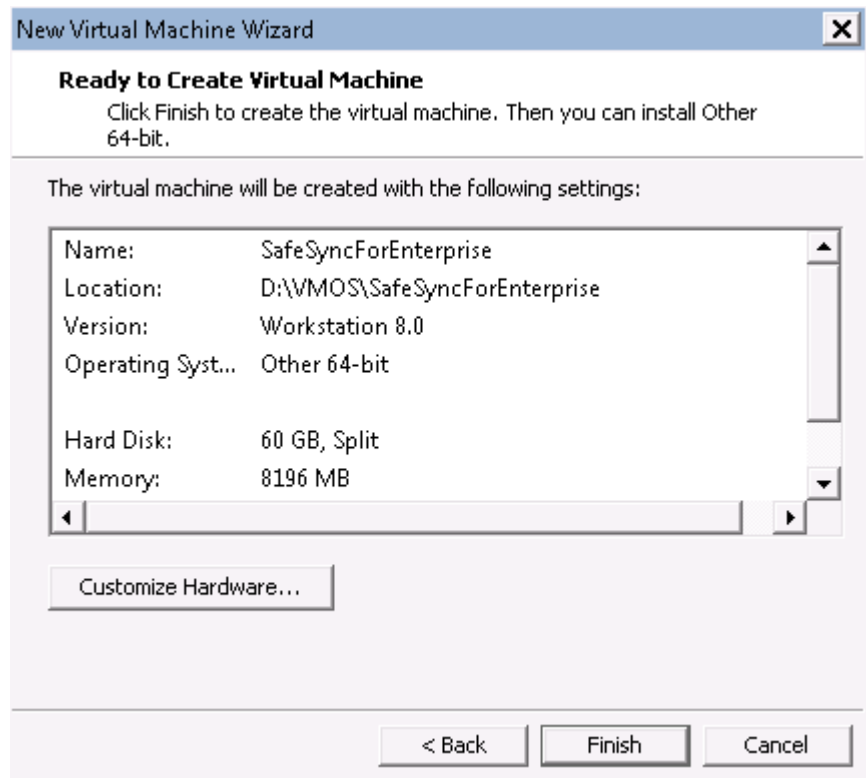 New Virtual Machine Wizard
Ready to Create Virtual Machine
Click Finish to create the virtual machine. Then you can install Other
64-bit.
The virtual machine will be created with the following settings:
Name: SafeSyncForEnterprise
Location: D:\VMOS\SafeSyncForEnterprise
Version: Workstation 8.0
Operating Syst... Other 64-bit
Hard Disk: 60 GB, Split
Memory: 8196 MB
Customize Hardware...
< Back Finish Cancel